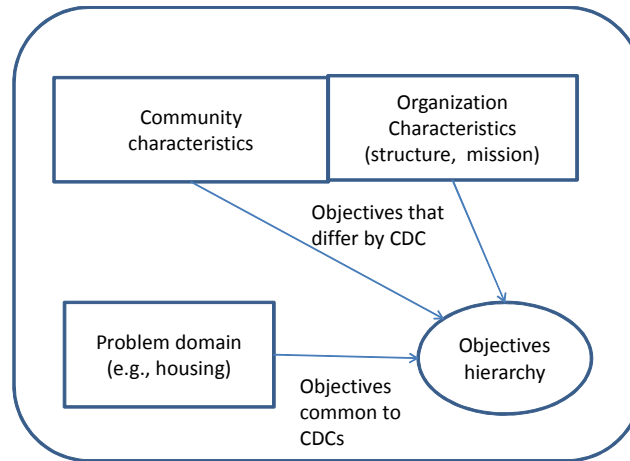 Community
characteristics
Organization
Characteristics
(structure, mission)
Objectives that
differ by CDC
Problem domain
(e.g., housing)
Objectives
common to
CDCs
Objectives
hierarchy